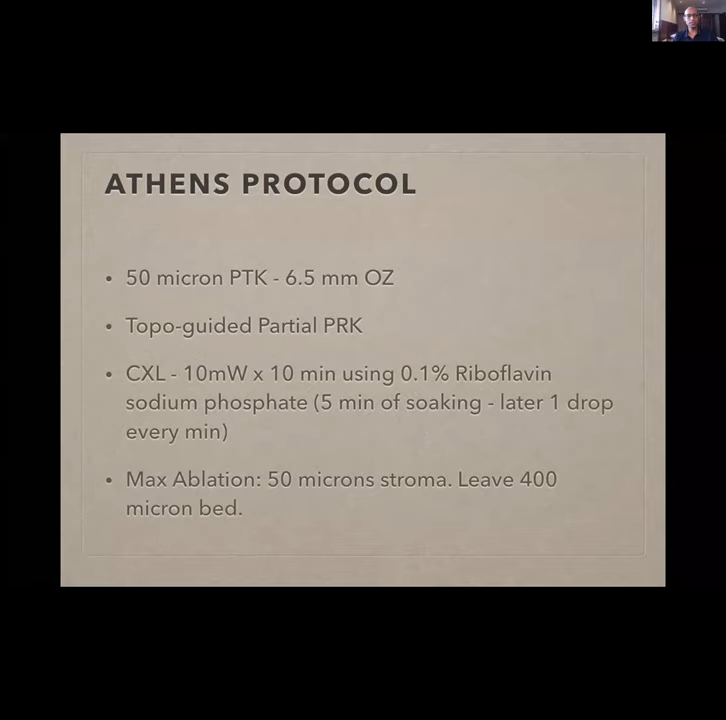 ATHENS PROTOCOL
• 50 micron PTK - 6.5 mm OZ
• Topo-guided Partial PRK
• CXL - 10mW x 10 min using 0.1% Riboflavin
sodium phosphate (5 min of soaking - later 1 drop
every min)
• Max Ablation: 50 microns stroma. Leave 400
micron bed.